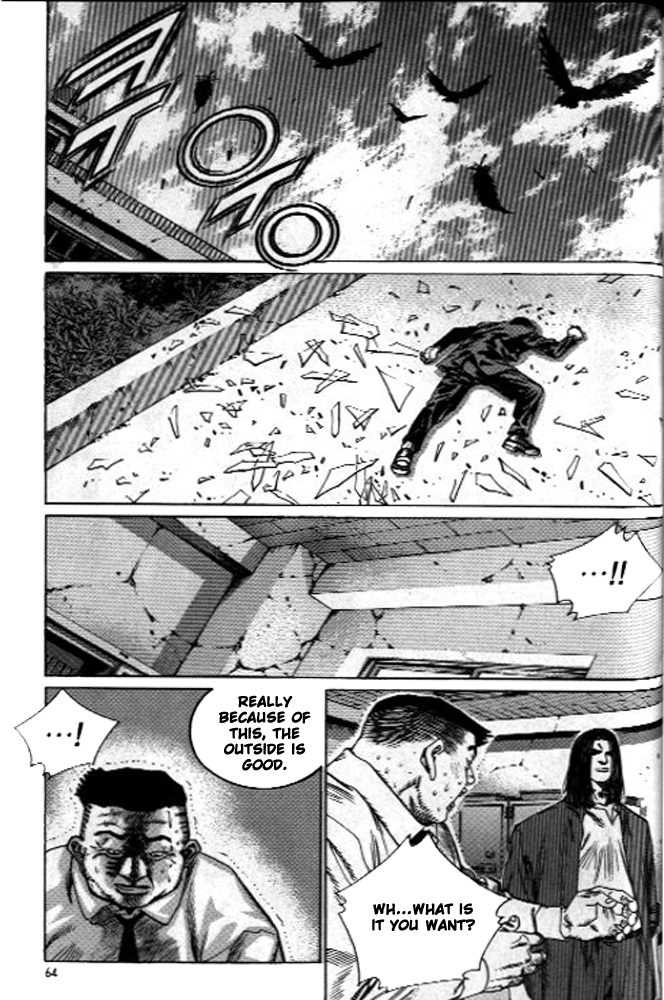 …!!
…!
REALLY
BECAUSE OF
THIS, THE
OUTSIDE IS
GOOD.
WH...WHAT IS
IT YOU WANT?
64